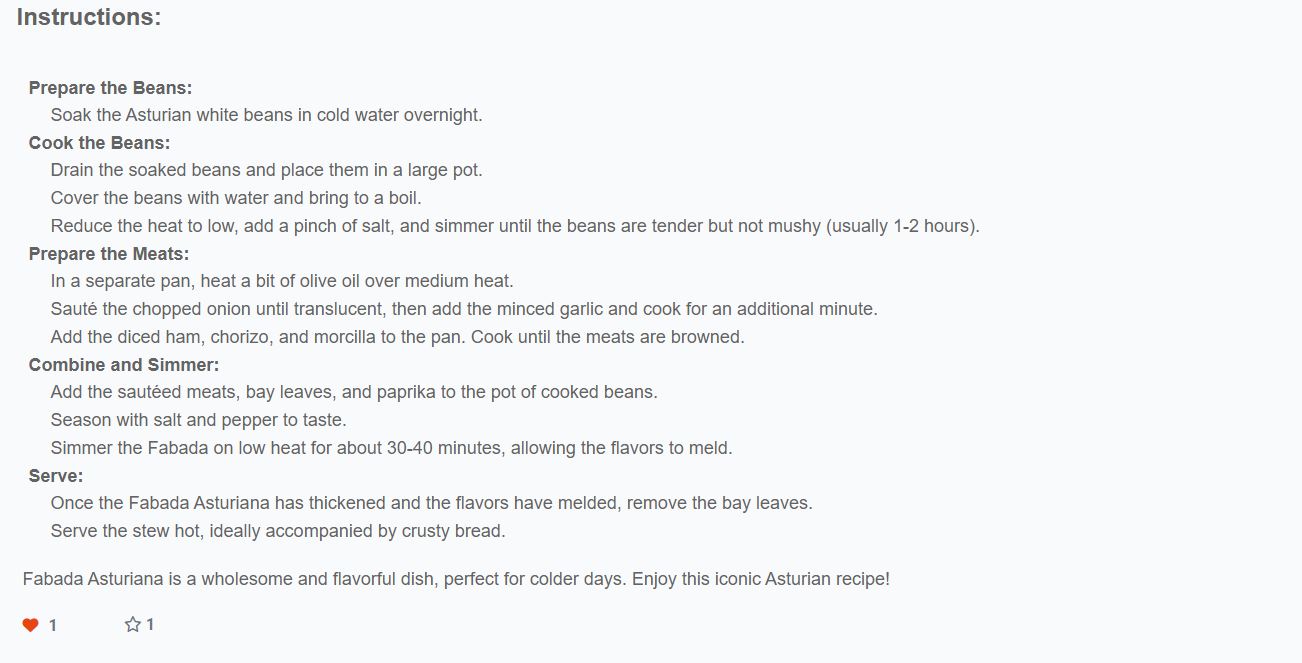 Instructions:
Prepare the Beans:
Soak the Asturian white beans in cold water overnight.
Cook the Beans:
Drain the soaked beans and place them in a large pot.
Cover the beans with water and bring to a boil.
Reduce the heat to low, add a pinch of salt, and simmer until the beans are tender but not mushy (usually 1-2 hours).
Prepare the Meats:
In a separate pan, heat a bit of olive oil over medium heat.
Sauté the chopped onion until translucent, then add the minced garlic and cook for an additional minute.
Add the diced ham, chorizo, and morcilla to the pan. Cook until the meats are browned.
Combine and Simmer:
Add the sautéed meats, bay leaves, and paprika to the pot of cooked beans.
Season with salt and pepper to taste.
Simmer the Fabada on low heat for about 30-40 minutes, allowing the flavors to meld.
Serve:
Once the Fabada Asturiana has thickened and the flavors have melded, remove the bay leaves.
Serve the stew hot, ideally accompanied by crusty bread.
Fabada Asturiana is a wholesome and flavorful dish, perfect for colder days. Enjoy this iconic Asturian recipe!
1 1